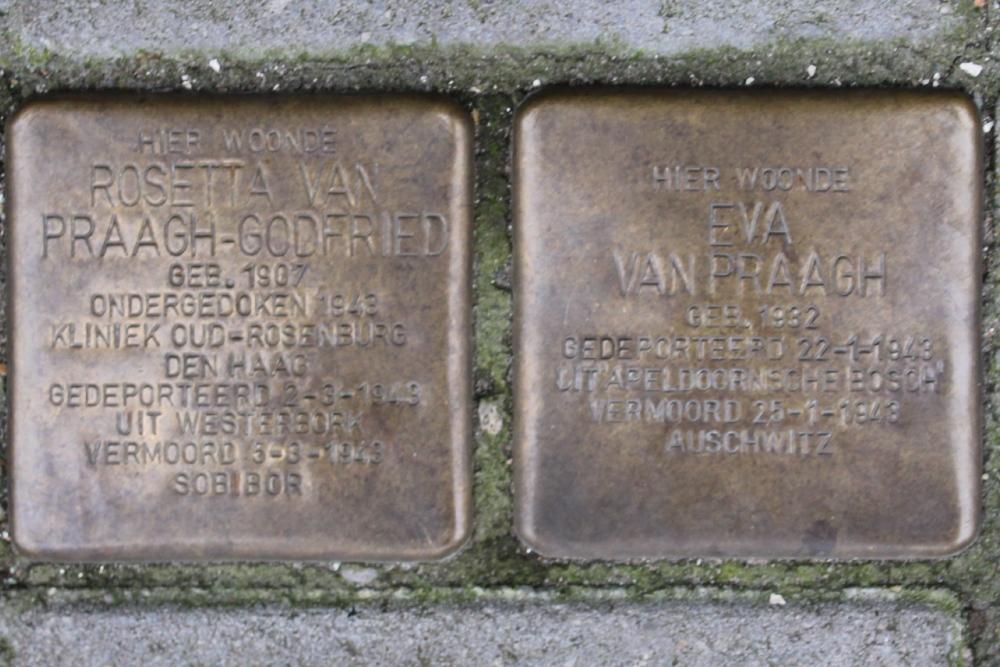 HIER WOONDE
ROSETTA VAN
PRAAGH-GODFRIED
GEB. 1907
ONDERGEDOKEN 1943
KLINIEK OUD-ROSENBURG
DEN HAAG
GEDEPORTEERD 2-3-1943
UIT WESTERBORK
VERMOORD 5-3-1943
SOBIBOR
HIER WOONDE
EVA
VAN PRAAGH
GEB. 1932
GEDEPORTEERD 22-1-1943
UIT 'APELDOORNSCHE BOSCH'
VERMOORD 25-1-1943
AUSCHWITZ